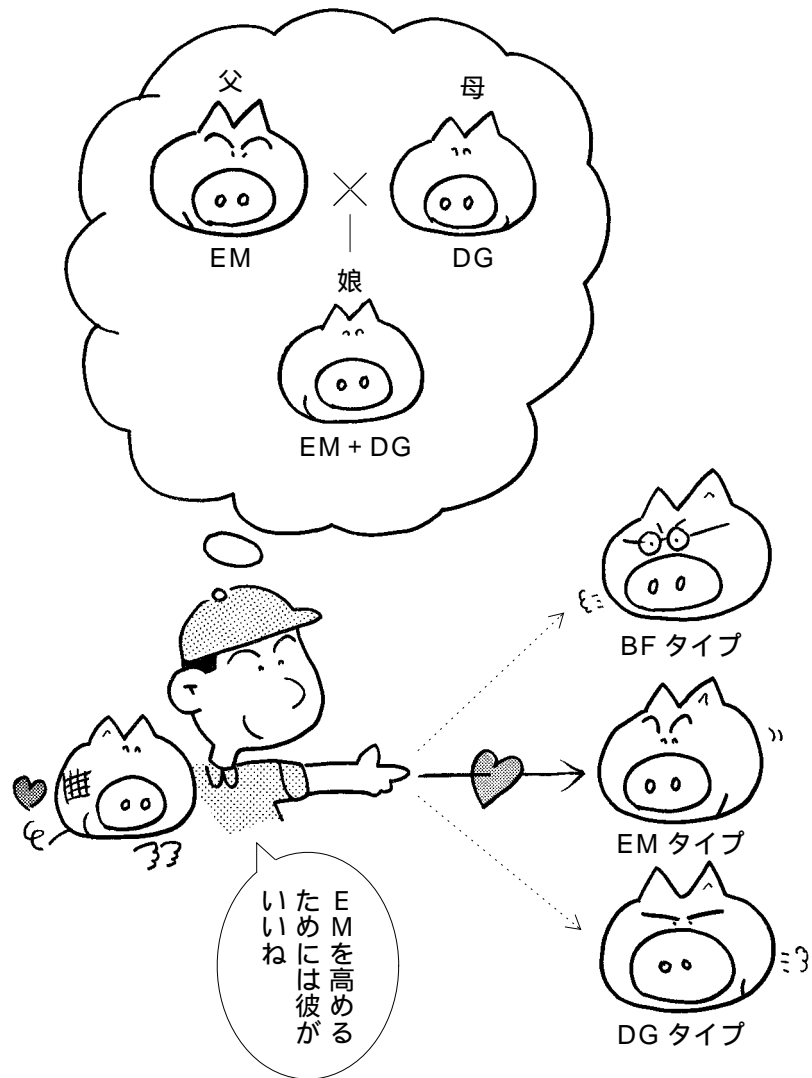 父
母
EM
DG
娘
EM + DG
BF タイプ
EM タイプ
DG タイプ
EMを高める
ためには彼が
いいね